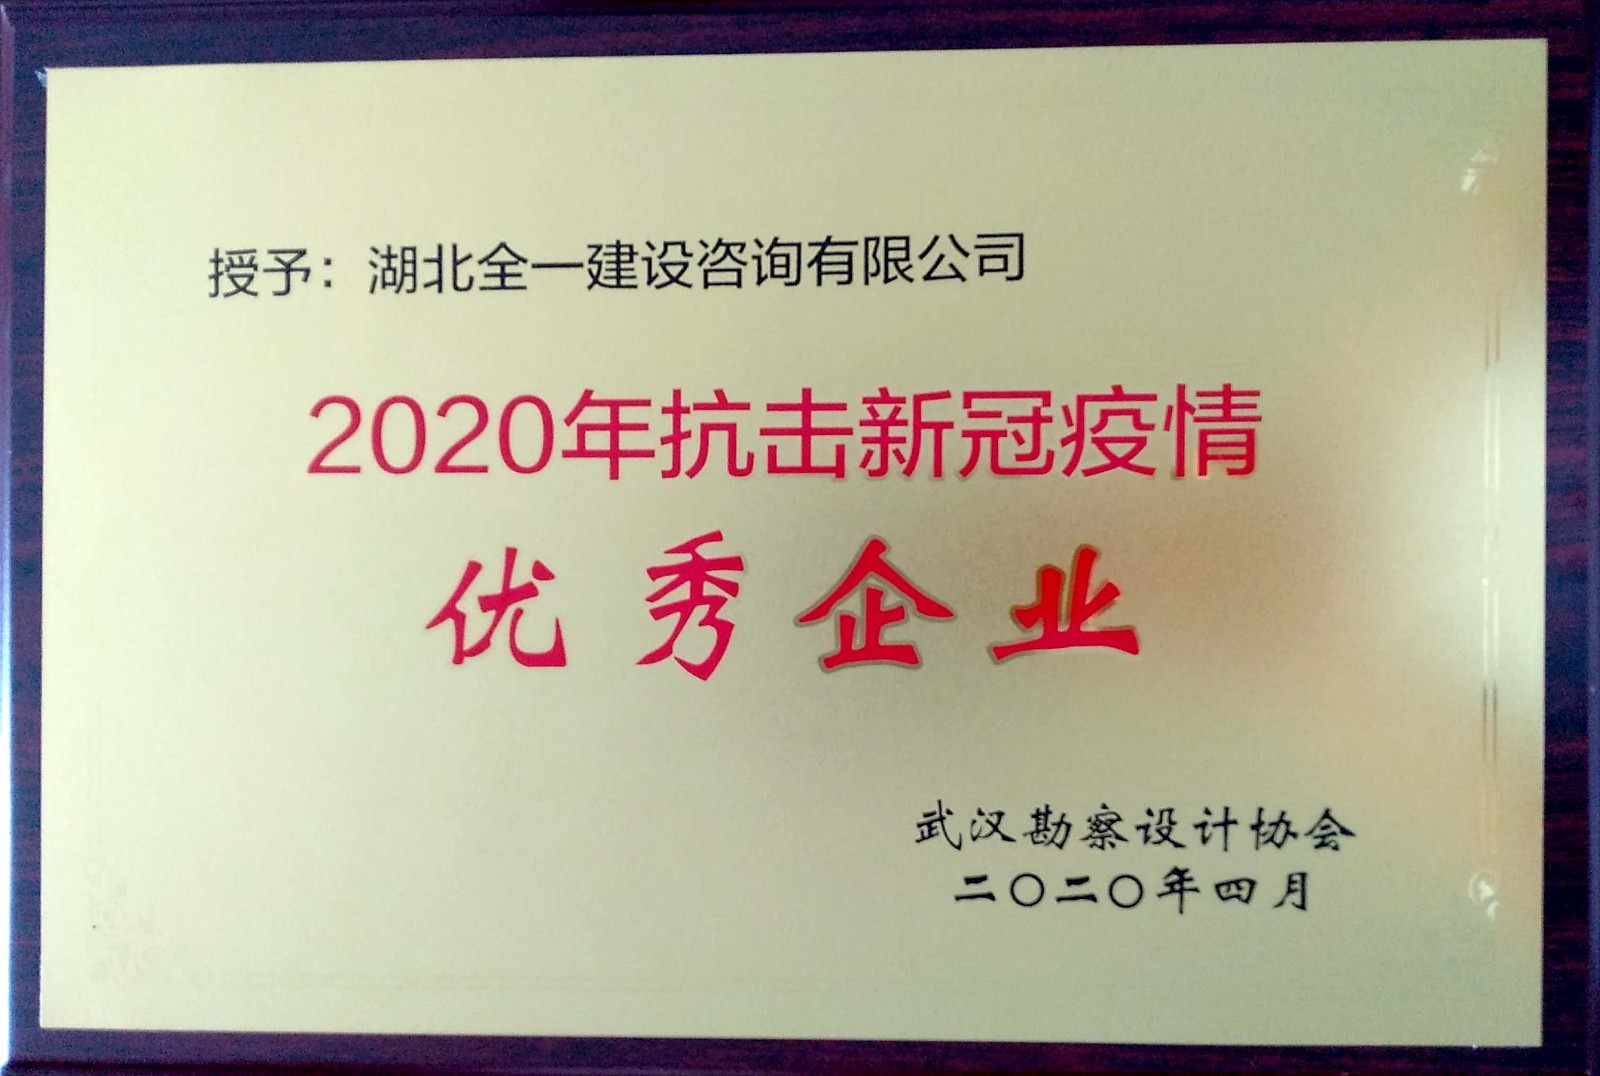 授予：湖北全一建设咨询有限公司
2020年抗击新冠疫情
优秀企业
武汉勘察设计协会
二〇二〇年四月